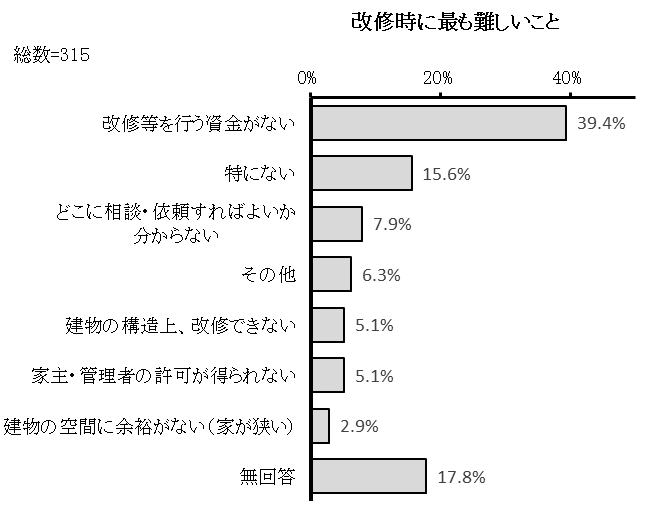 改修時に最も難しいこと
総数=315
0%
20%
40%
改修等を行う資金がない
39.4%
特にない
15.6%
どこに相談・依頼すればよいか
分からない
7.9%
その他
6.3%
建物の構造上、改修できない
5.1%
家主・管理者の許可が得られない
5.1%
建物の空間に余裕がない（家が狭い）
2.9%
無回答
17.8%